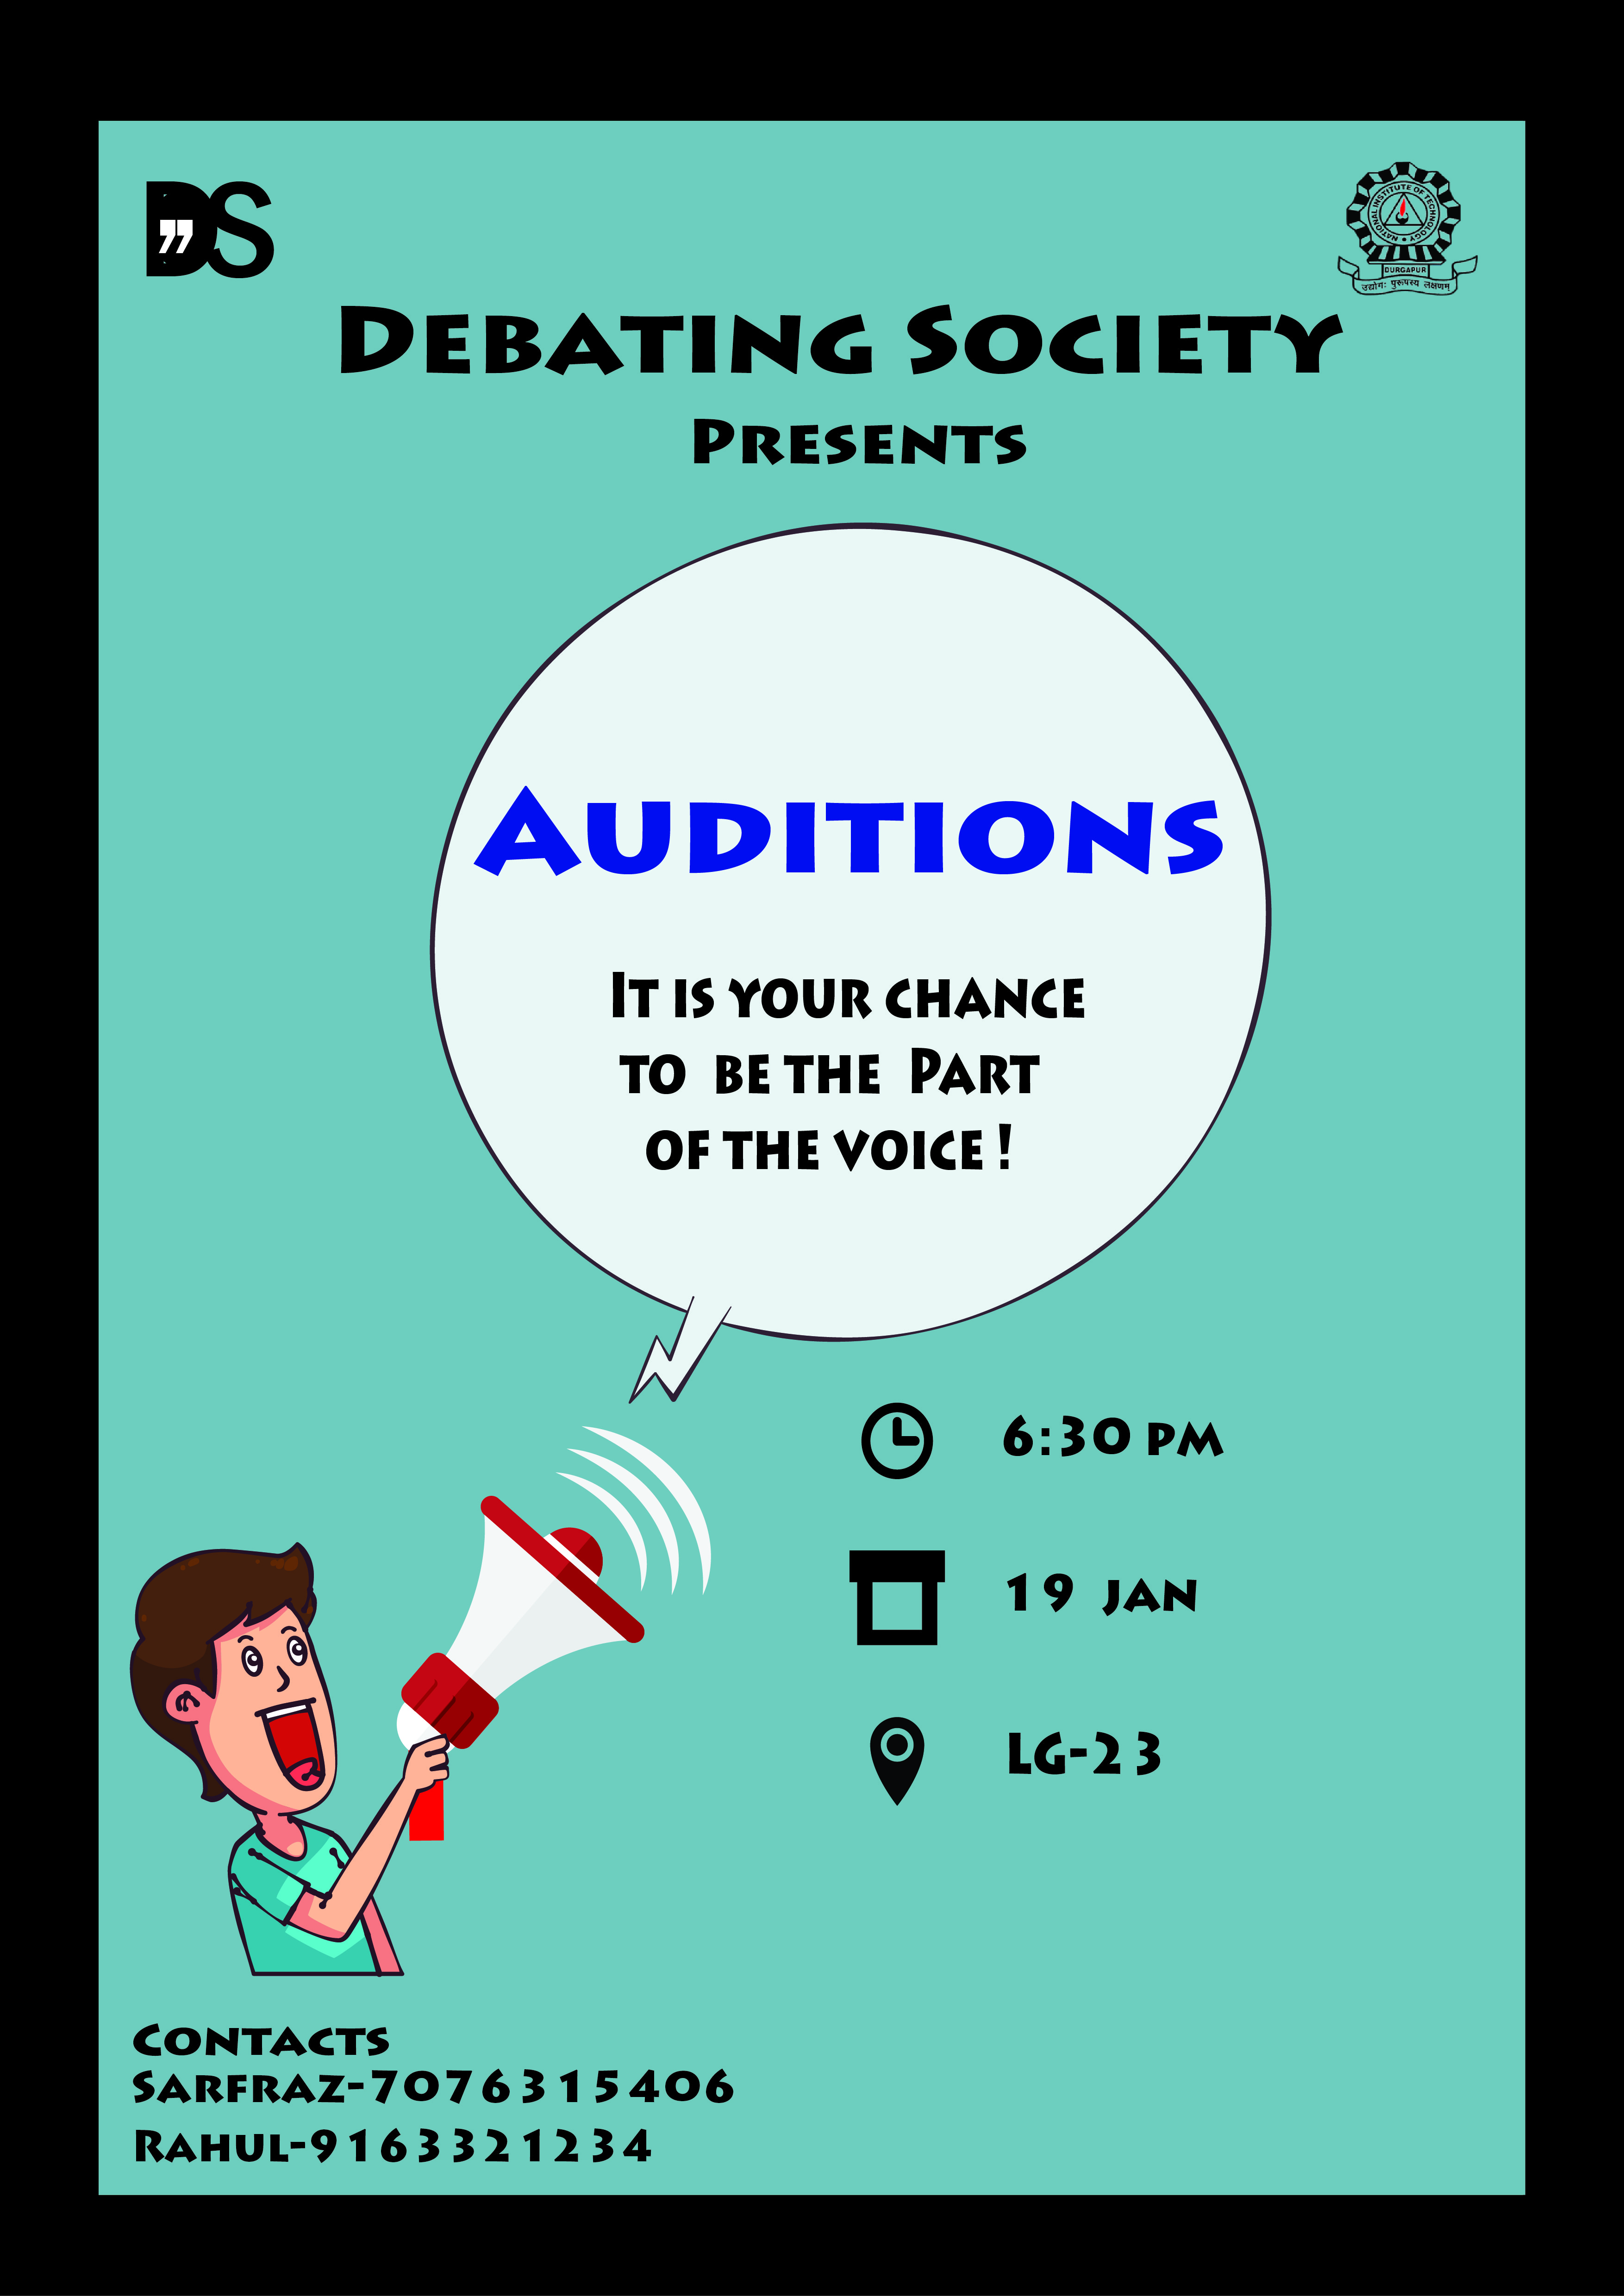 DS
NATIONAL INSTITUTE OF TECHNOLOGY
DURGAPUR
उद्योगः पुरूषस्य लक्षणम्
DEBATING SOCIETY
PRESENTS
AUDITIONS
IT IS YOUR CHANCE
TO BE THE PART
OF THE VOICE !
6:30 PM
19 JAN
LG-23
CONTACTS
SARFRAZ-7076315406
RAHUL-9163321234